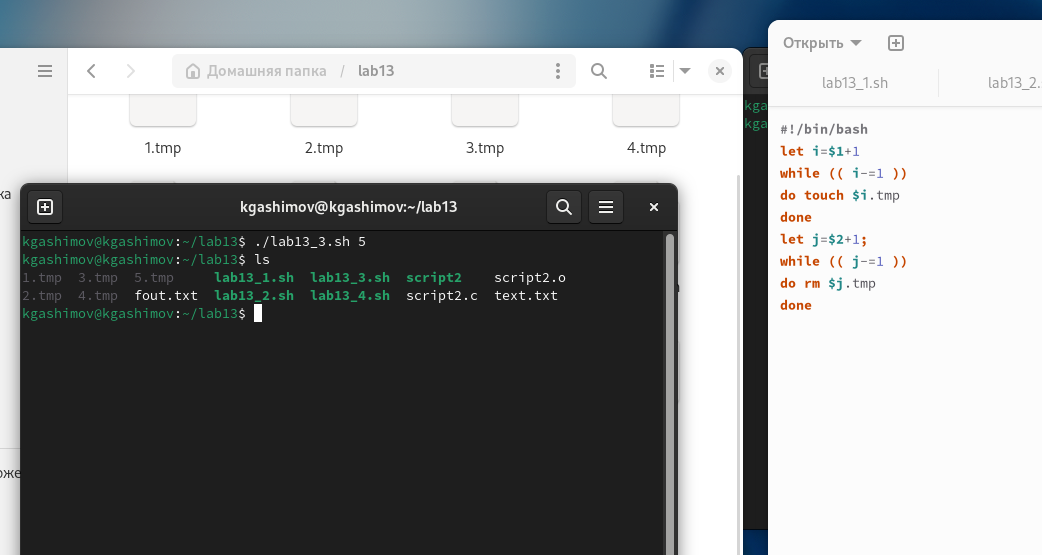 Домашняя папка / lab13
1.tmp 2.tmp 3.tmp 4.tmp
kgashimov@kgashimov:~/lab13
kgashimov@kgashimov:~/lab13$ ./lab13_3.sh 5
kgashimov@kgashimov:~/lab13$ ls
1.tmp 3.tmp 5.tmp lab13_1.sh lab13_3.sh script2 script2.o
2.tmp 4.tmp fout.txt lab13_2.sh lab13_4.sh script2.c text.txt
kgashimov@kgashimov:~/lab13$
kga
kga
Открыть
lab13_1.sh lab13_2.
#!/bin/bash
let i=$1+1
while (( i-=1 ))
do touch $i.tmp
done
let j=$2+1;
while (( j-=1 ))
do rm $j.tmp
done